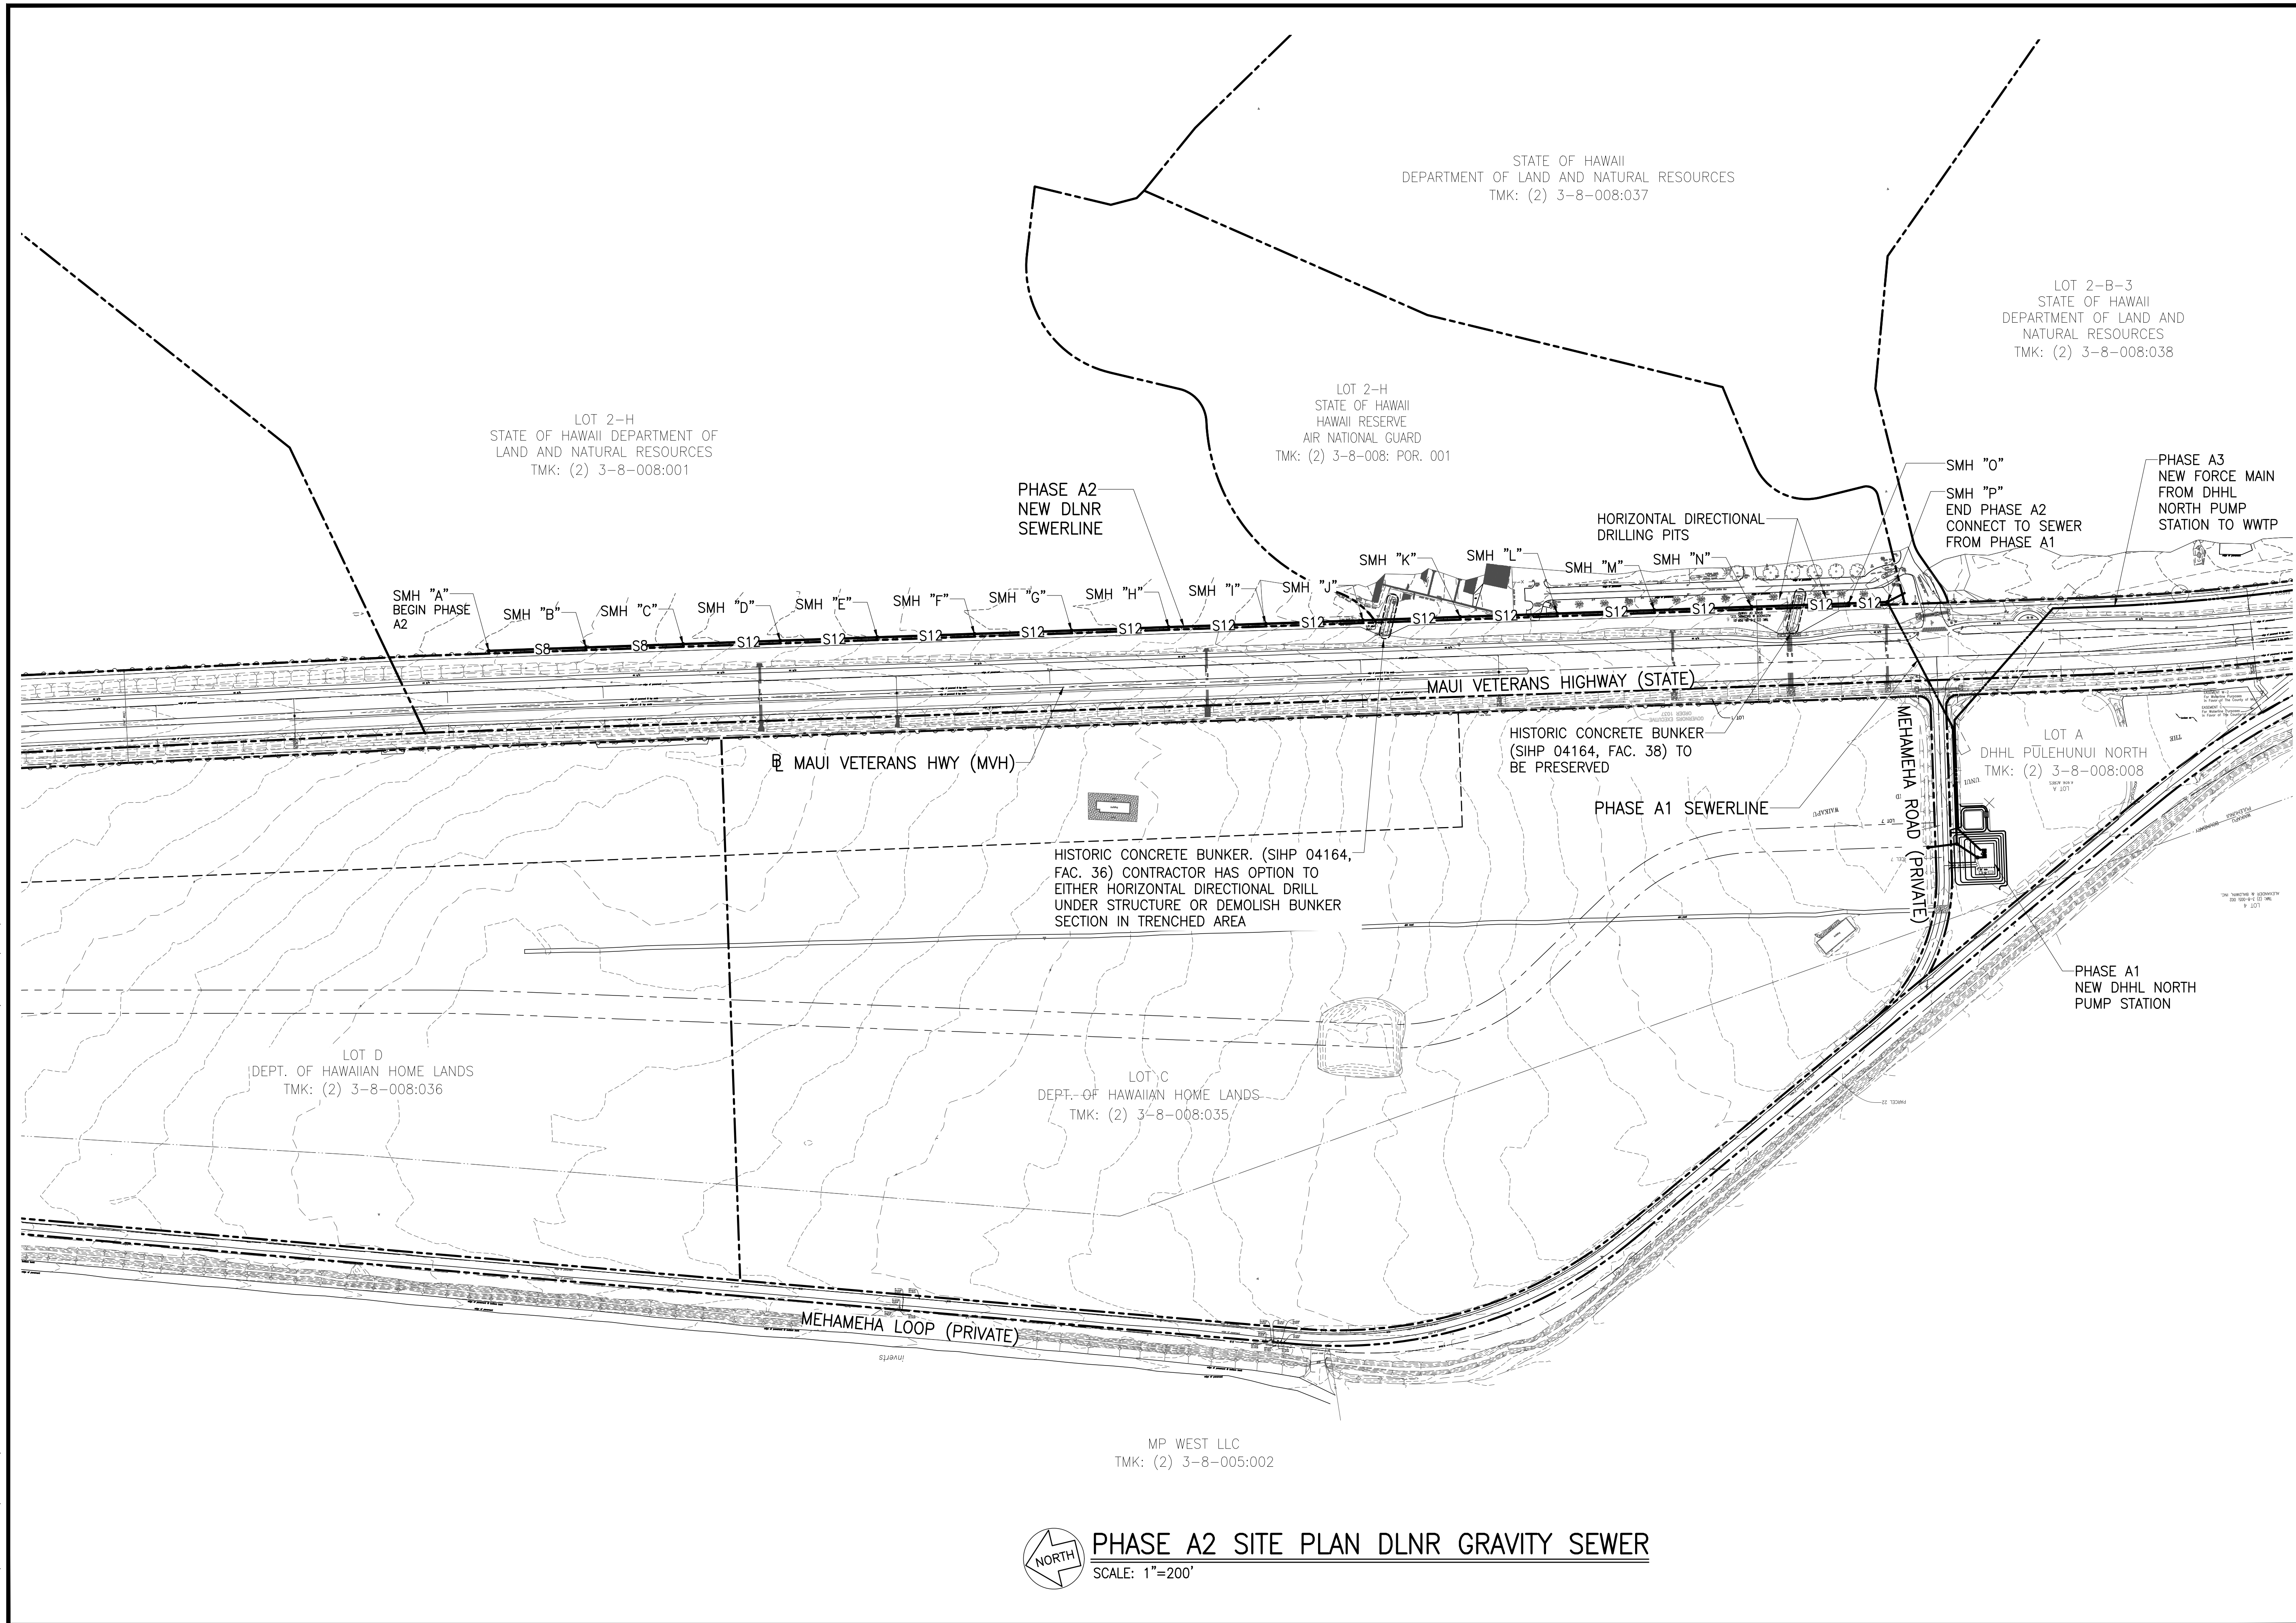 STATE OF HAWAII
DEPARTMENT OF LAND AND NATURAL RESOURCES
TMK: (2) 3-8-008:037
LOT 2-B-3
STATE OF HAWAII
DEPARTMENT OF LAND AND
NATURAL RESOURCES
TMK: (2) 3-8-008:038
LOT 2-H
STATE OF HAWAII DEPARTMENT OF
LAND AND NATURAL RESOURCES
TMK: (2) 3-8-008:001
LOT 2-H
STATE OF HAWAII
HAWAII RESERVE
AIR NATIONAL GUARD
TMK: (2) 3-8-008: POR. 001
PHASE A2
NEW DLNR
SEWERLINE
HORIZONTAL DIRECTIONAL
DRILLING PITS
SMH "O"
SMH "P"
END PHASE A2
CONNECT TO SEWER
FROM PHASE A1
PHASE A3
NEW FORCE MAIN
FROM DHHL
NORTH PUMP
STATION TO WWTP
SMH "A"
BEGIN PHASE
A2
SMH "B"
SMH "C"
SMH "D"
SMH "E"
SMH "F"
SMH "G"
SMH "H"
SMH "I"
SMH "J"
SMH "K"
SMH "L"
SMH "M"
SMH "N"
S8
S8
S12
S12
S12
S12
S12
S12
S12
S12
S12
S12
S12
S12
S12
MAUI VETERANS HIGHWAY (STATE)
BL MAUI VETERANS HWY (MVH)
HISTORIC CONCRETE BUNKER
(SIHP 04164, FAC. 38) TO
BE PRESERVED
PHASE A1 SEWERLINE
MEHAMEHA ROAD (PRIVATE)
LOT A
DHHL PŪLEHUNUI NORTH
TMK: (2) 3-8-008:008
WAIKAPU
LOT 7
HISTORIC CONCRETE BUNKER. (SIHP 04164,
FAC. 36) CONTRACTOR HAS OPTION TO
EITHER HORIZONTAL DIRECTIONAL DRILL
UNDER STRUCTURE OR DEMOLISH BUNKER
SECTION IN TRENCHED AREA
PHASE A1
NEW DHHL NORTH
PUMP STATION
LOT D
DEPT. OF HAWAIIAN HOME LANDS
TMK: (2) 3-8-008:036
LOT C
DEPT. OF HAWAIIAN HOME LANDS
TMK: (2) 3-8-008:035
PARCEL 22
MEHAMEHA LOOP (PRIVATE)
inverts
MP WEST LLC
TMK: (2) 3-8-005:002
NORTH
PHASE A2 SITE PLAN DLNR GRAVITY SEWER
SCALE: 1"=200'